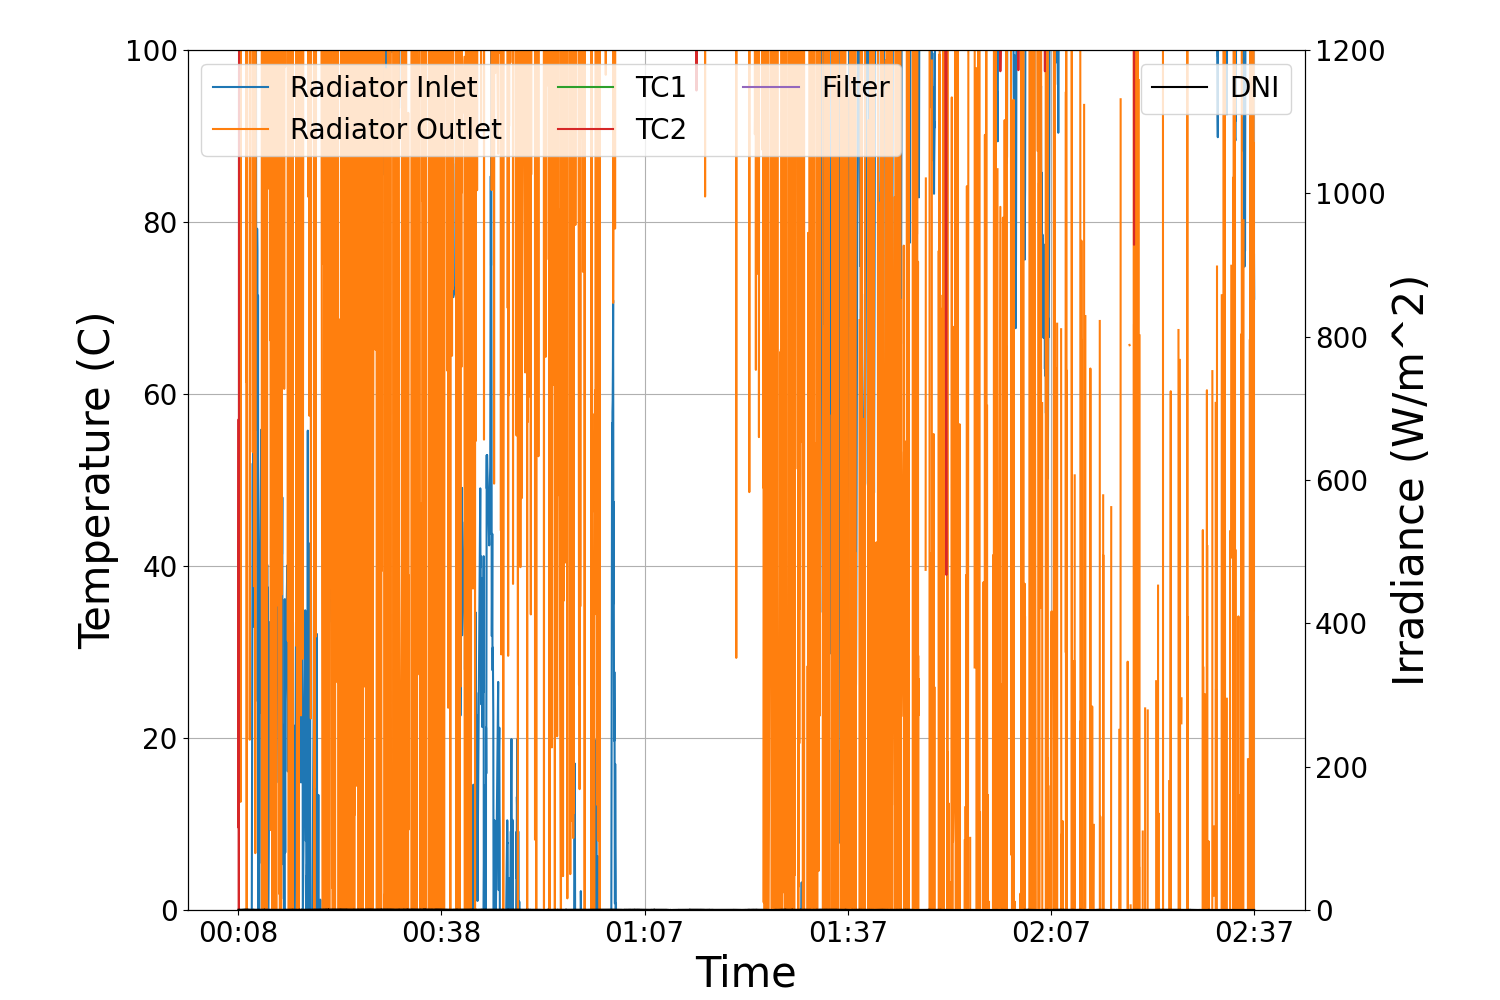 Radiator Inlet
Radiator Outlet
TC1
TC2
Filter
DNI
Temperature (C)
100
80
60
40
20
0
Irradiance (W/m^2)
1200
1000
800
600
400
200
0
00:08 00:38 01:07 01:37 02:07 02:37
Time